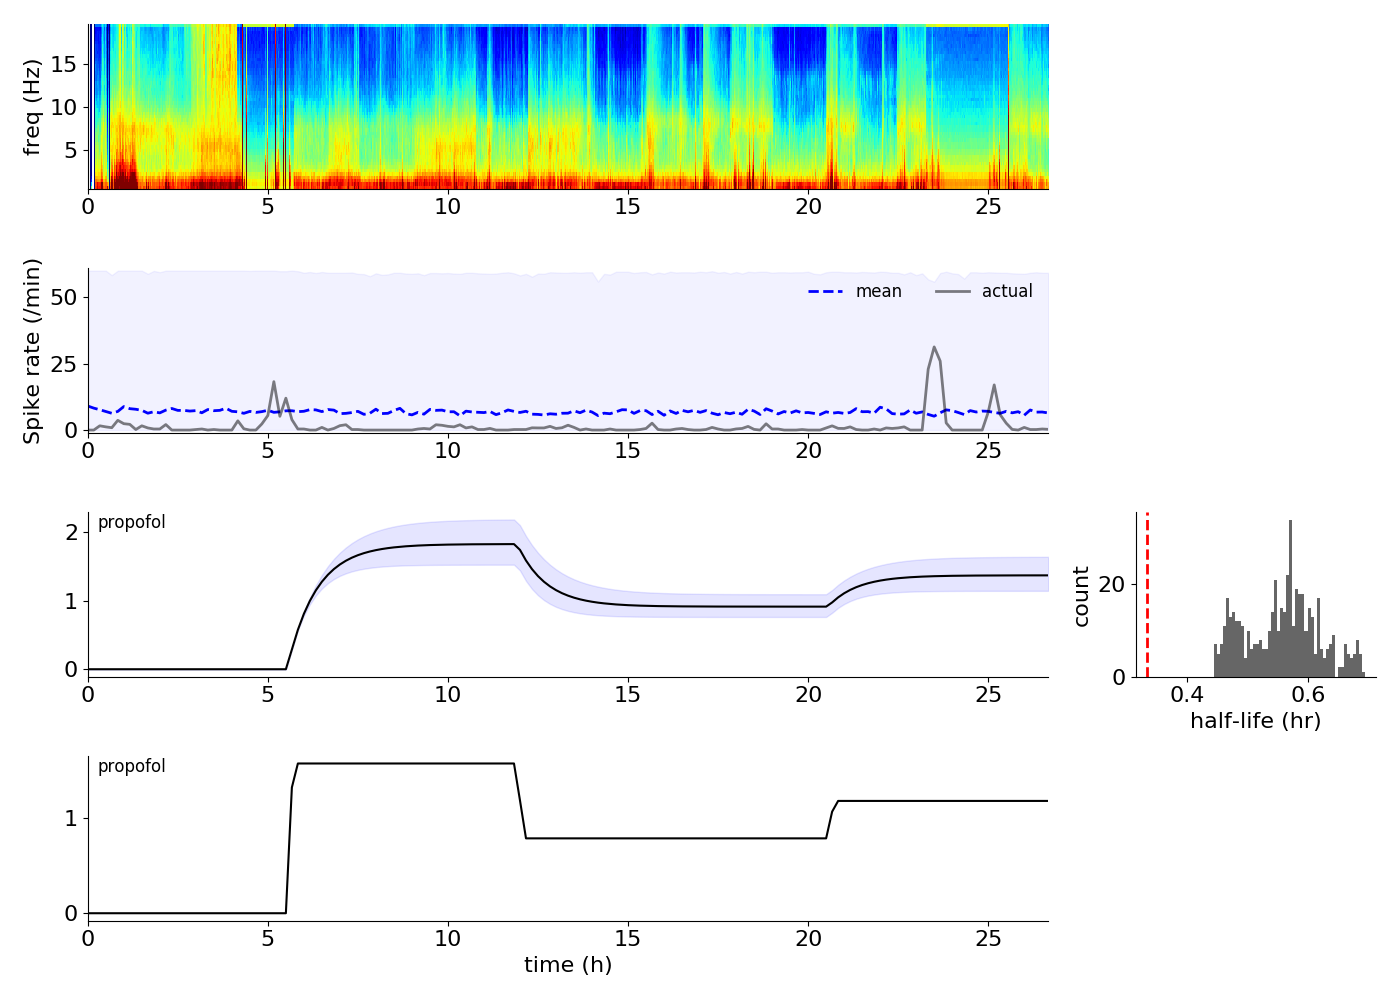 freq (Hz)
15
10
5
0 5 10 15 20 25
Spike rate (/min)
50
25
0
mean actual
0 5 10 15 20 25
propofol
2
1
0
0 5 10 15 20 25
count
20
0
0.4 0.6
half-life (hr)
propofol
1
0
0 5 10 15 20 25
time (h)